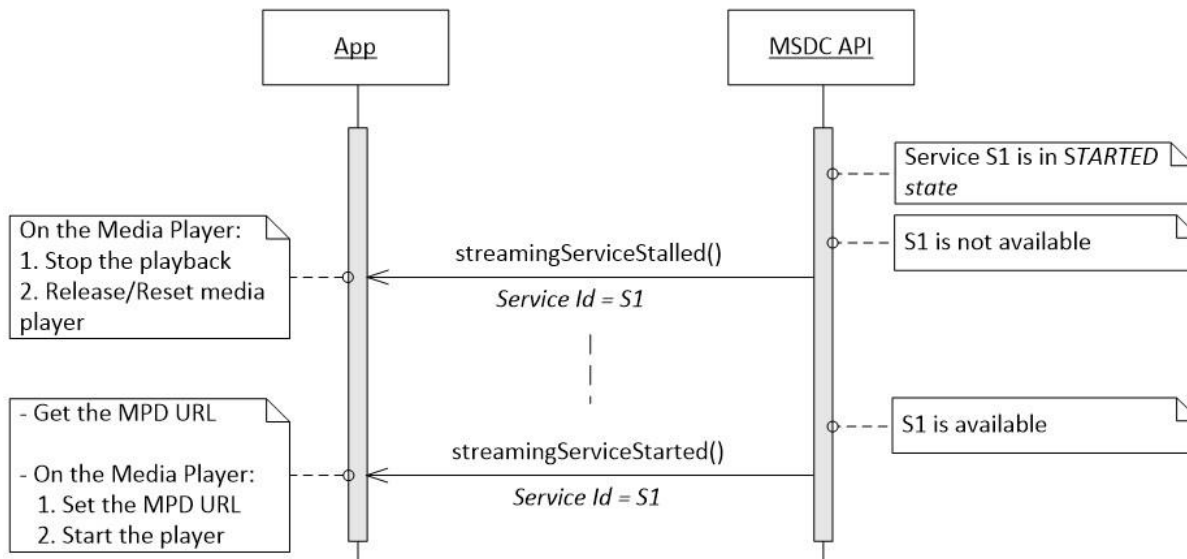 App
MSDC API
Service S1 is in STARTED
state
On the Media Player:
1. Stop the playback
2. Release/Reset media
player
S1 is not available
streamingServiceStalled()
Service Id = S1
- Get the MPD URL
- On the Media Player:
1. Set the MPD URL
2. Start the player
S1 is available
streamingServiceStarted()
Service Id = S1